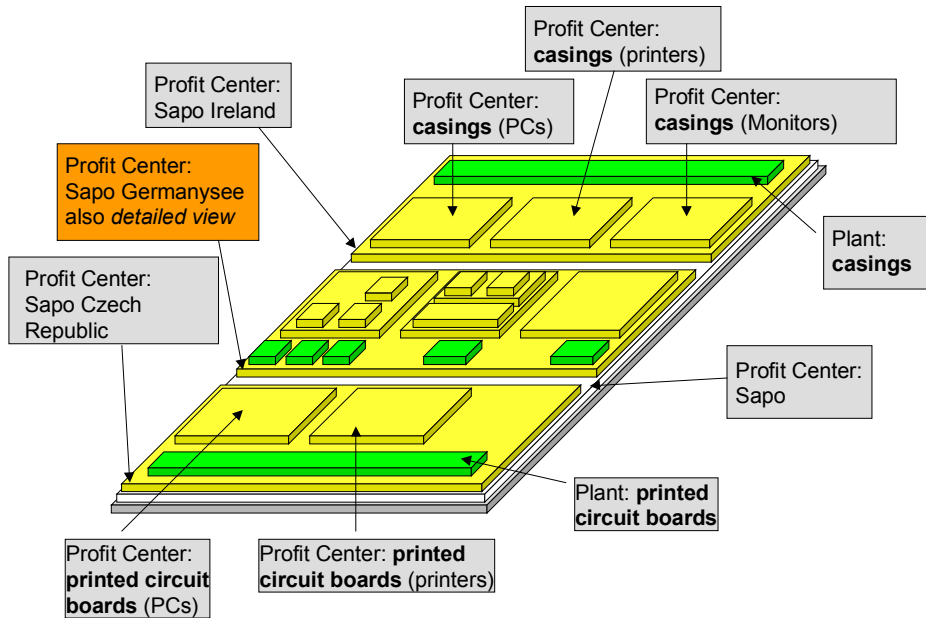 Profit Center:
casings (printers)
Profit Center:
Sapo Ireland
Profit Center:
casings (PCs)
Profit Center:
casings (Monitors)
Profit Center:
Sapo Germanysee
also detailed view
Plant:
casings
Profit Center:
Sapo Czech
Republic
Profit Center:
Sapo
Plant: printed
circuit boards
Profit Center:
printed circuit
boards (PCs)
Profit Center: printed
circuit boards (printers)